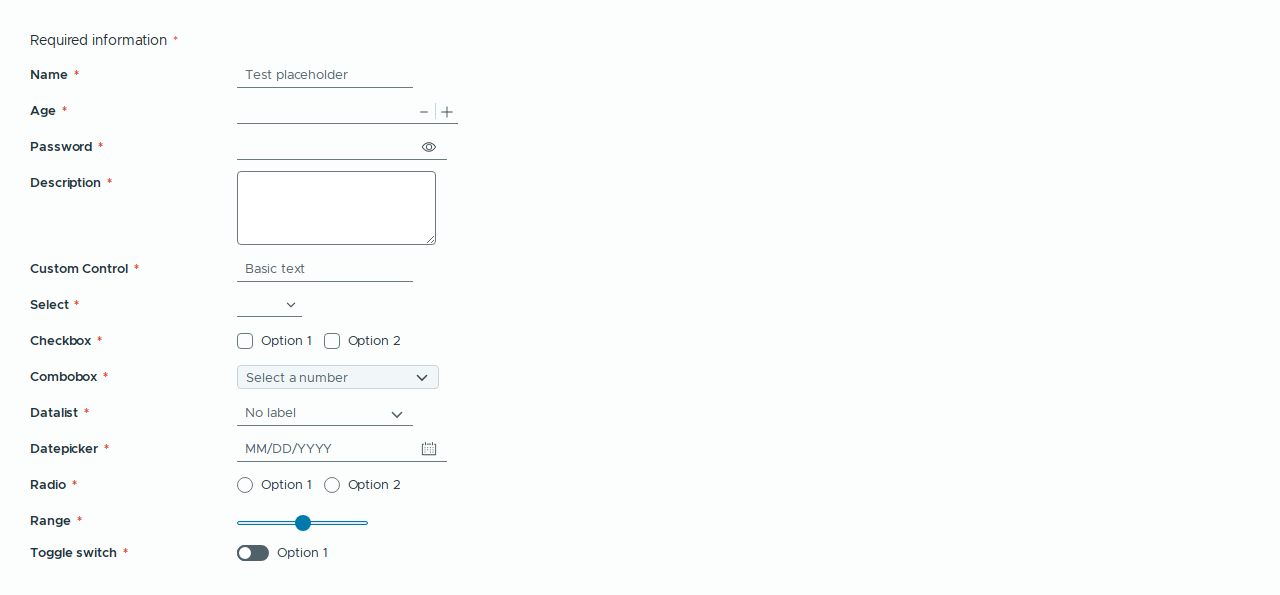 Required information *
Name * Test placeholder
Age *
Password *
Description *
Custom Control * Basic text
Select *
Checkbox * Option 1 Option 2
Combobox * Select a number
Datalist * No label
Datepicker * MM/DD/YYYY
Radio * Option 1 Option 2
Range *
Toggle switch * Option 1